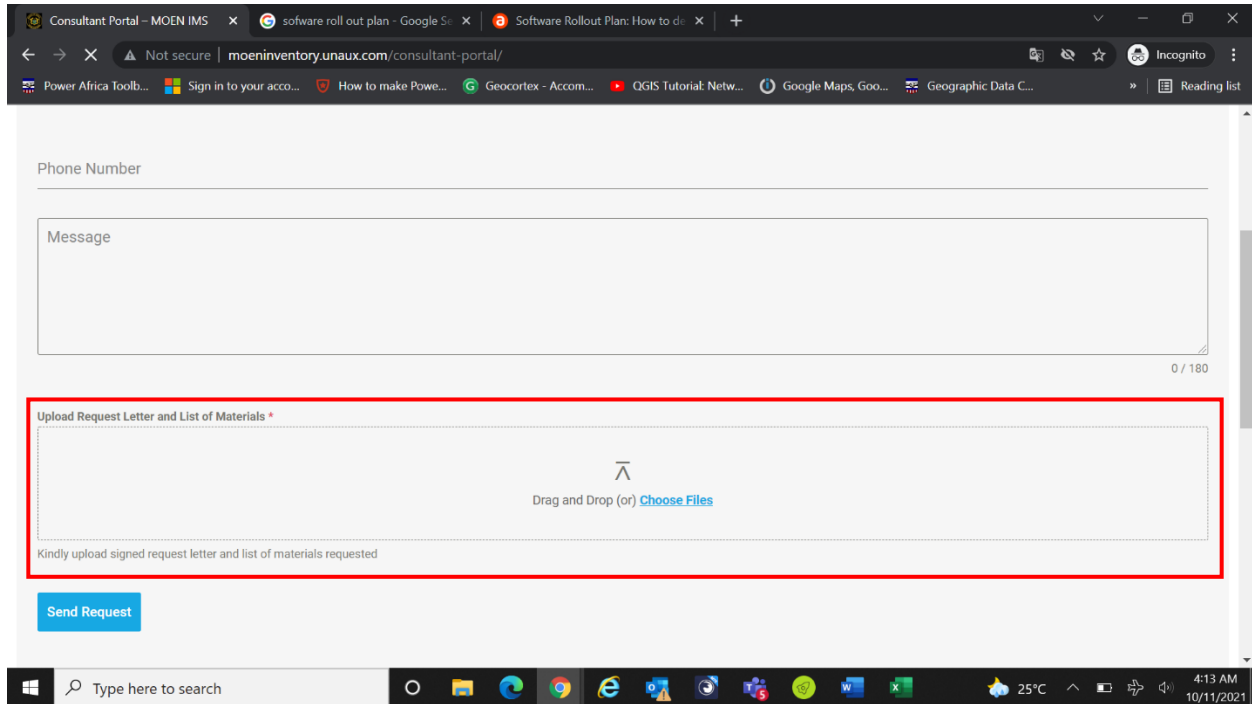 Consultant Portal – MOEN IMS
sofware roll out plan - Google Se
Software Rollout Plan: How to de
Not secure | moeninventory.unaux.com/consultant-portal/
Incognito
Power Africa Toolb...
Sign in to your acco...
How to make Powe...
Geocortex - Accom...
QGIS Tutorial: Netw...
Google Maps, Goo...
Geographic Data C...
»
Reading list
Phone Number
Message
0 / 180
Upload Request Letter and List of Materials *
Drag and Drop (or) Choose Files
Kindly upload signed request letter and list of materials requested
Send Request
Type here to search
25°C
4:13 AM
10/11/2021